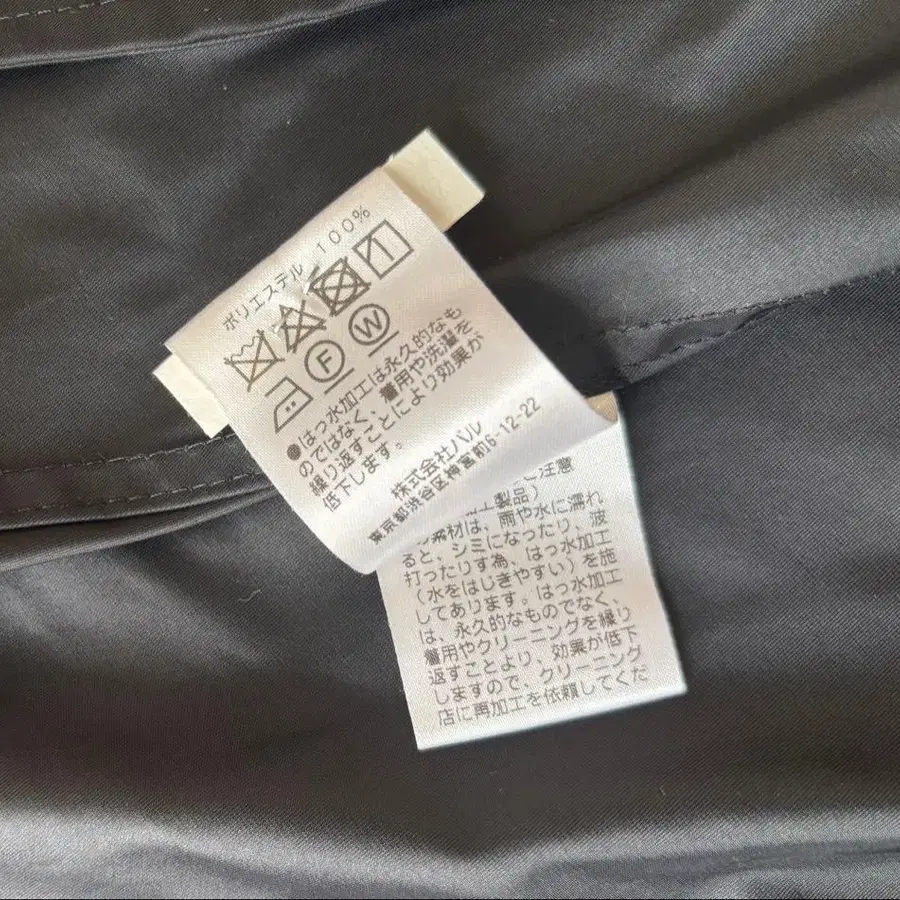 ポリエステル 100%
F W
●はっ水加工は永久的なも
のではなく、着用や洗濯を
繰り返すことにより効果が
低下します。
株式会社パル
東京都渋谷区神宮前6-12-22
ご注意
工製品)
素材は、雨や水に濡れ
ると、シミになったり、波
打ったりす為、はっ水加工
(水をはじきやすい)を施
してあります。はっ水加工
は、永久的なものでなく、
着用やクリーニングを繰り
返すことより、効果が低下
しますので、クリーニング
店に再加工を依頼してくだ